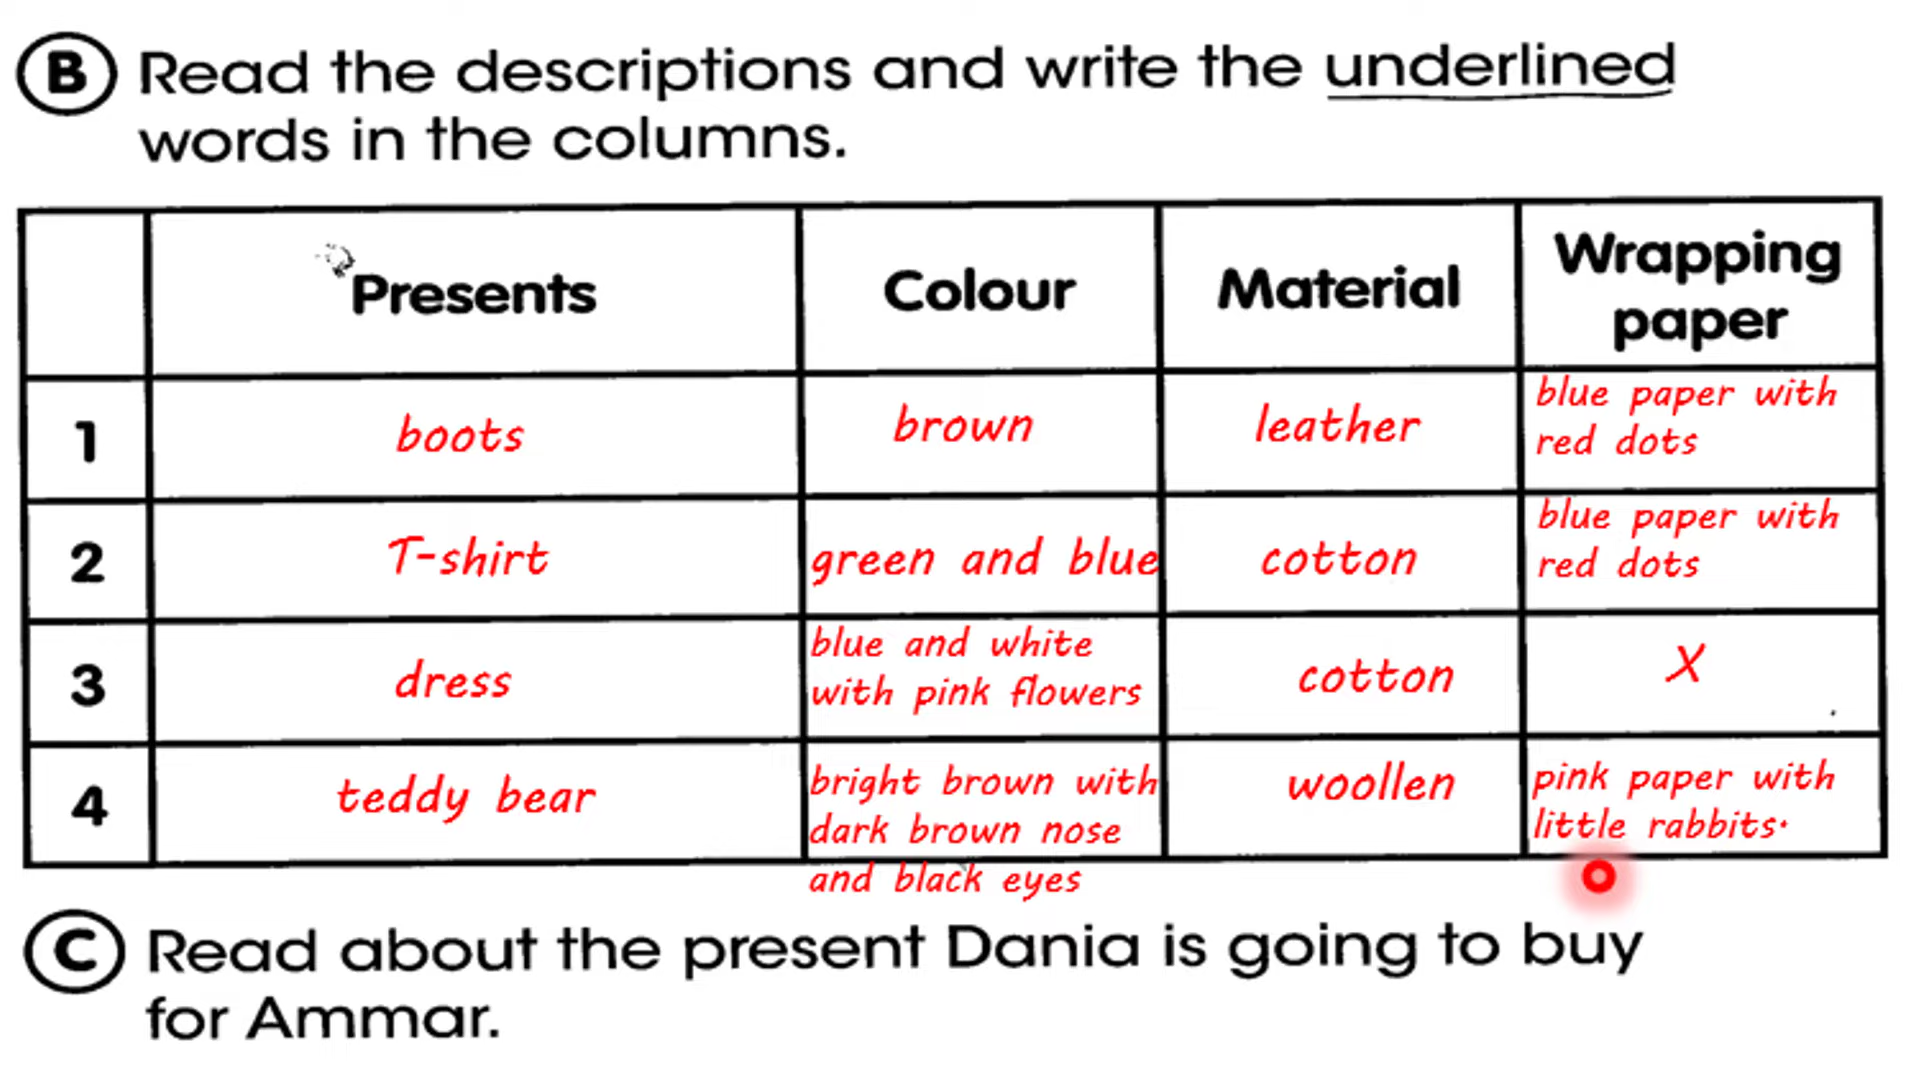 B Read the descriptions and write the underlined
words in the columns.
Presents Colour Material Wrapping
paper
1 boots brown leather blue paper with
red dots
2 T-shirt green and blue cotton blue paper with
red dots
3 dress blue and white
with pink flowers cotton X
4 teddy bear bright brown with
dark brown nose
and black eyes woollen pink paper with
little rabbits.
C Read about the present Dania is going to buy
for Ammar.